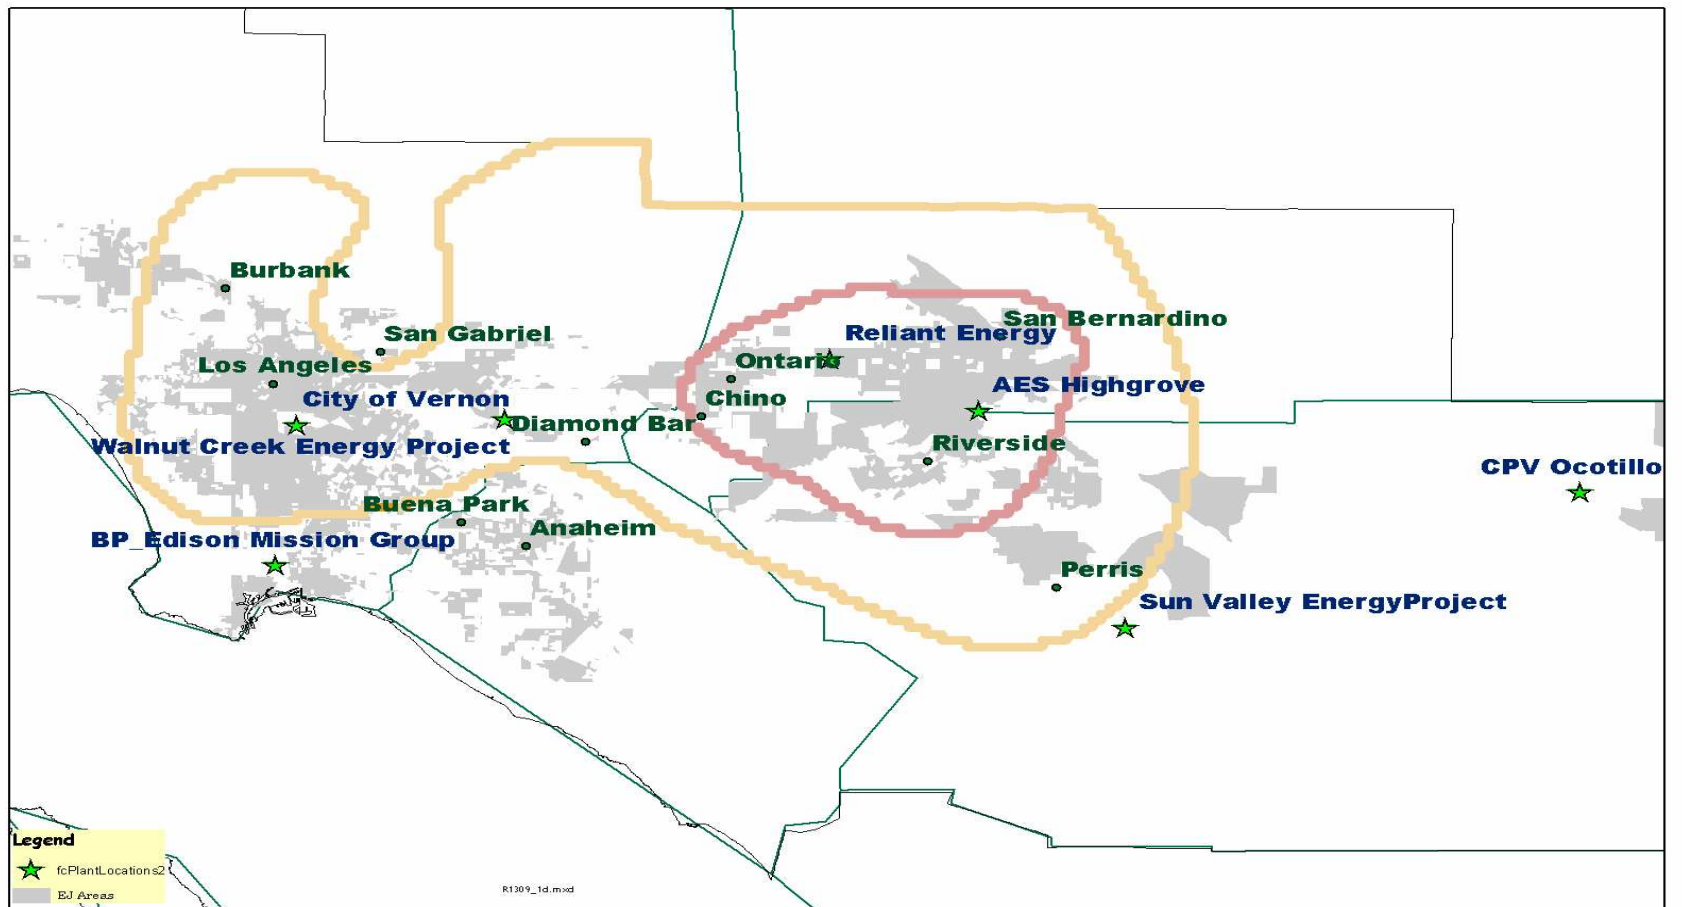 Burbank
San Gabriel
Los Angeles
City of Vernon
Walnut Creek Energy Project
Diamond Bar
Buena Park
Anaheim
BP_Edison Mission Group
San Bernardino
Reliant Energy
Ontario
Chino
AES Highgrove
Riverside
CPV Ocotillo
Perris
Sun Valley EnergyProject
Legend
fcPlantLocations2
EJ Areas
R1309_1d.mxd